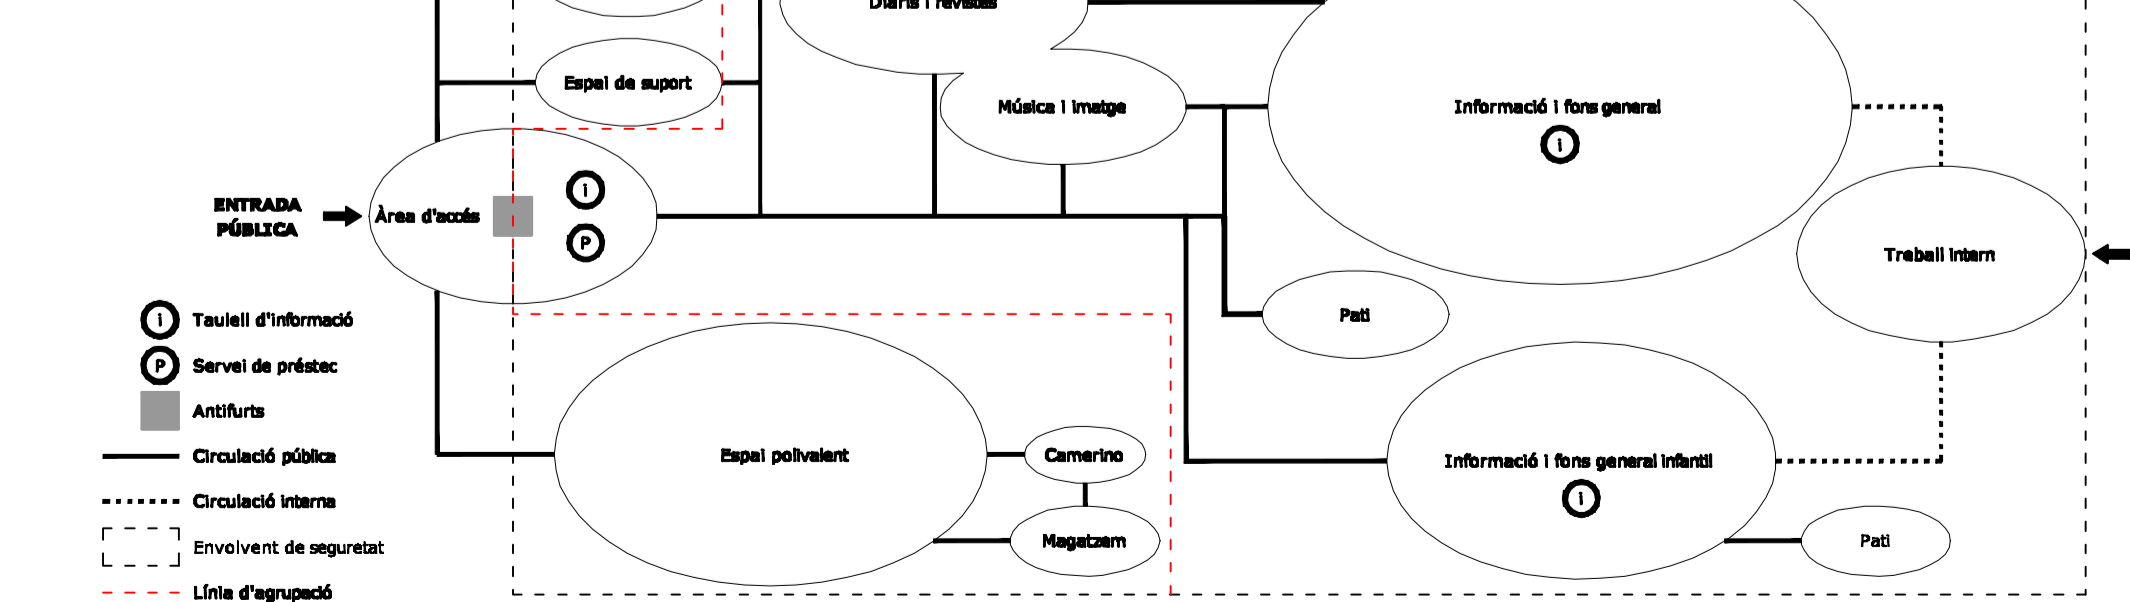 Diaris i revistes
Espai de suport
Música i imatge
Informació i fons general
i
ENTRADA
PÚBLICA
Àrea d'accés
i
P
Treball intern
Pati
i Taulell d'informació
P Servei de préstec
Antifurts
Circulació pública
Circulació interna
Envolvent de seguretat
Línia d'agrupació
Espai polivalent
Camerino
Magatzem
Informació i fons general infantil
i
Pati